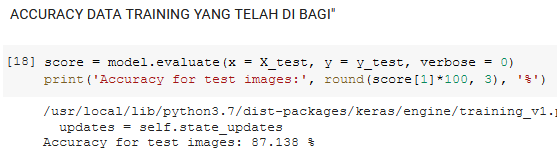 ACCURACY DATA TRAINING YANG TELAH DI BAGI"
[18] score = model.evaluate(x = X_test, y = y_test, verbose = 0)
print('Accuracy for test images:', round(score[1]*100, 3), '%')
/usr/local/lib/python3.7/dist-packages/keras/engine/training_v1.
updates = self.state_updates
Accuracy for test images: 87.138 %